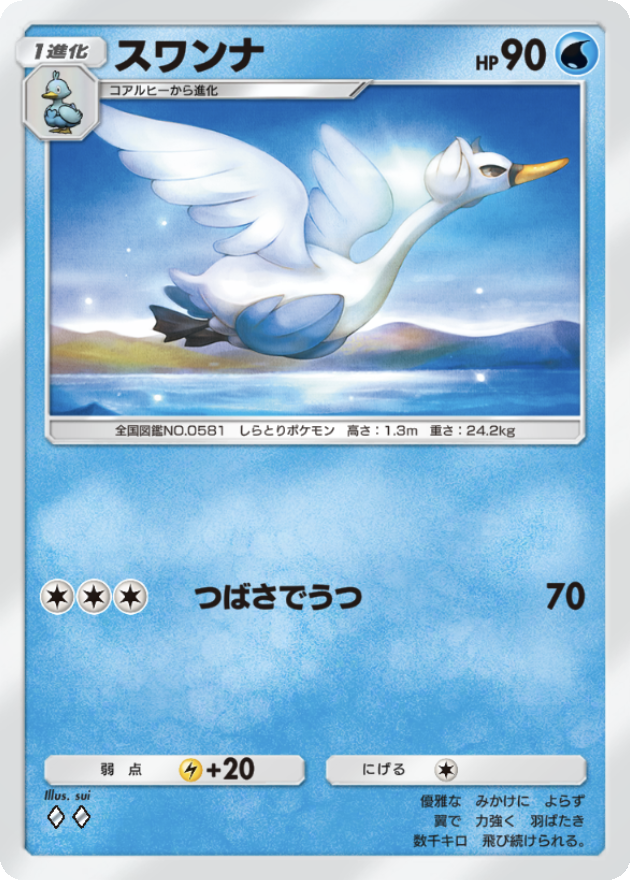 1進化 スワンナ HP90
コアルヒーから進化
全国図鑑NO.0581 しらとりポケモン 高さ:1.3m 重さ:24.2kg
つばさでうつ 70
弱点 +20 にげる
Illus. sui
優雅な みかけに よらず
翼で 力強く 羽ばたき
数千キロ 飛び続けられる。